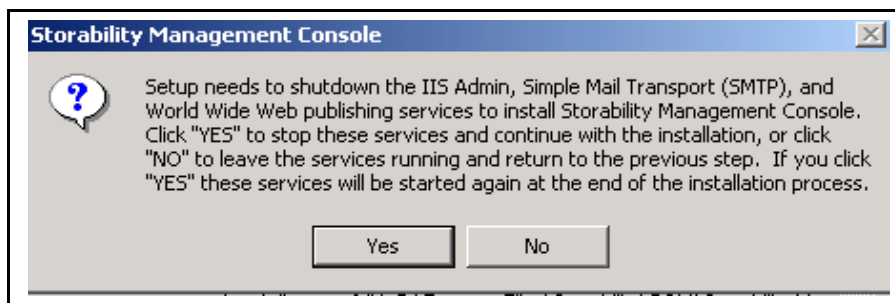 Storability Management Console
Setup needs to shutdown the IIS Admin, Simple Mail Transport (SMTP), and
World Wide Web publishing services to install Storability Management Console.
Click "YES" to stop these services and continue with the installation, or click
"NO" to leave the services running and return to the previous step.  If you click
"YES" these services will be started again at the end of the installation process.
Yes No